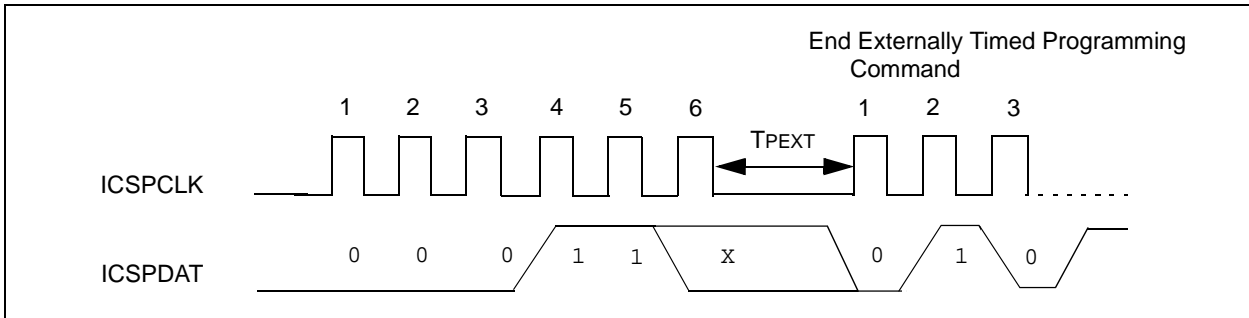 End Externally Timed Programming
Command
1 2 3 4 5 6 1 2 3
TPEXT
ICSPCLK
0 0 0 1 1 X 0 1 0
ICSPDAT